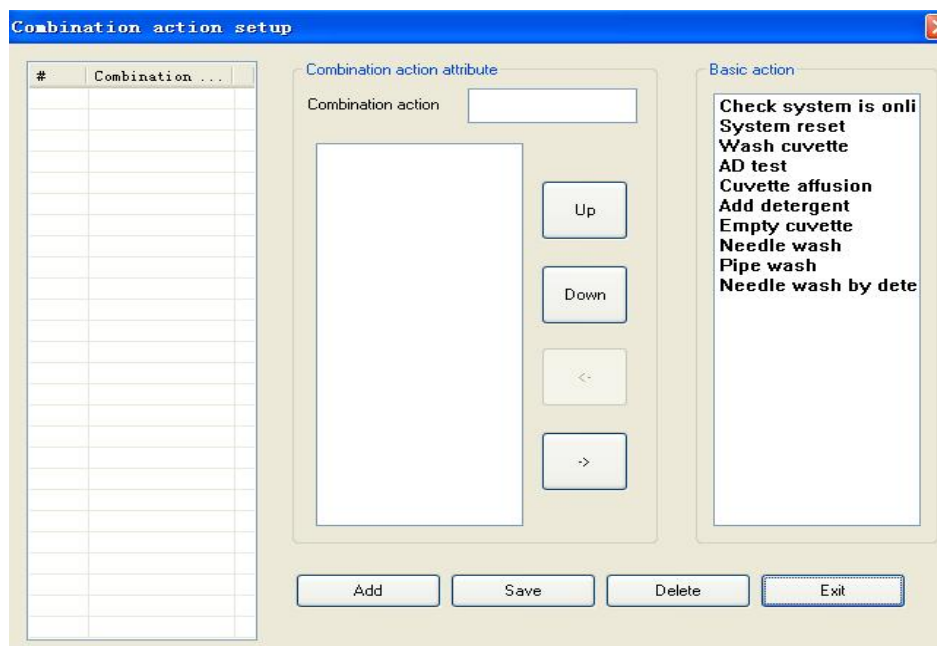 Combination action setup
# Combination ...
Combination action attribute
Combination action
Up
Down
<-
->
Basic action
Check system is onli
System reset
Wash cuvette
AD test
Cuvette affusion
Add detergent
Empty cuvette
Needle wash
Pipe wash
Needle wash by dete
Add Save Delete Exit